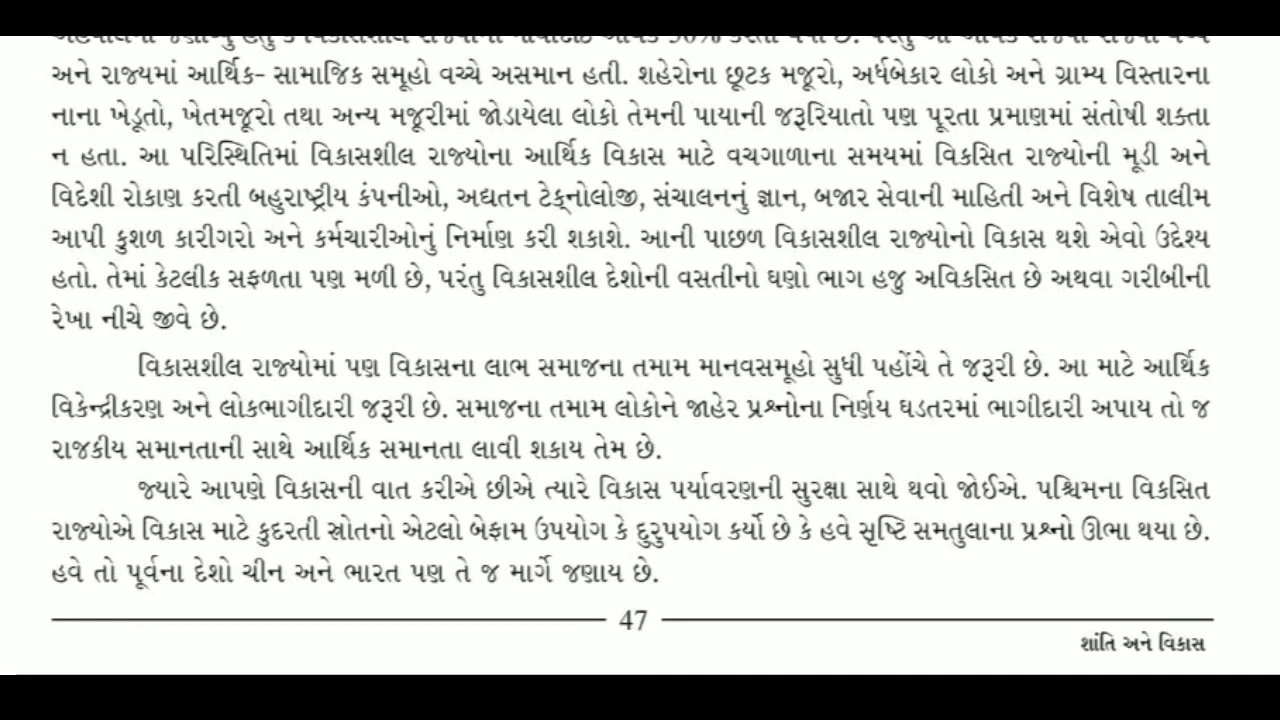 અને રાજ્યમાં આર્થિક- સામાજિક સમૂહો વચ્ચે અસમાન હતી. શહેરોના છૂટક મજૂરો, અર્ધબેકાર લોકો અને ગ્રામ્ય વિસ્તારના
નાના ખેડૂતો, ખેતમજૂરો તથા અન્ય મજૂરીમાં જોડાયેલા લોકો તેમની પાયાની જરૂરિયાતો પણ પૂરતા પ્રમાણમાં સંતોષી શક્તા
ન હતા. આ પરિસ્થિતિમાં વિકાસશીલ રાજ્યોના આર્થિક વિકાસ માટે વચગાળાના સમયમાં વિકસિત રાજ્યોની મૂડી અને
વિદેશી રોકાણ કરતી બહુરાષ્ટ્રીય કંપનીઓ, અદ્યતન ટેક્નોલોજી, સંચાલનનું જ્ઞાન, બજાર સેવાની માહિતી અને વિશેષ તાલીમ
આપી કુશળ કારીગરો અને કર્મચારીઓનું નિર્માણ કરી શકાશે. આની પાછળ વિકાસશીલ રાજ્યોનો વિકાસ થશે એવો ઉદેશ્ય
હતો. તેમાં કેટલીક સફળતા પણ મળી છે, પરંતુ વિકાસશીલ દેશોની વસતીનો ઘણો ભાગ હજુ અવિકસિત છે અથવા ગરીબીની
રેખા નીચે જીવે છે.
વિકાસશીલ રાજ્યોમાં પણ વિકાસના લાભ સમાજના તમામ માનવસમૂહો સુધી પહોંચે તે જરૂરી છે. આ માટે આર્થિક
વિકેન્દ્રીકરણ અને લોકભાગીદારી જરૂરી છે. સમાજના તમામ લોકોને જાહેર પ્રશ્નોના નિર્ણય ઘડતરમાં ભાગીદારી અપાય તો જ
રાજકીય સમાનતાની સાથે આર્થિક સમાનતા લાવી શકાય તેમ છે.
જ્યારે આપણે વિકાસની વાત કરીએ છીએ ત્યારે વિકાસ પર્યાવરણની સુરક્ષા સાથે થવો જોઈએ. પશ્ચિમના વિકસિત
રાજ્યોએ વિકાસ માટે કુદરતી સ્રોતનો એટલો બેફામ ઉપયોગ કે દુરુપયોગ કર્યો છે કે હવે સૃષ્ટિ સમતુલાના પ્રશ્નો ઊભા થયા છે.
હવે તો પૂર્વના દેશો ચીન અને ભારત પણ તે જ માર્ગે જણાય છે.
47
શાંતિ અને વિકાસ